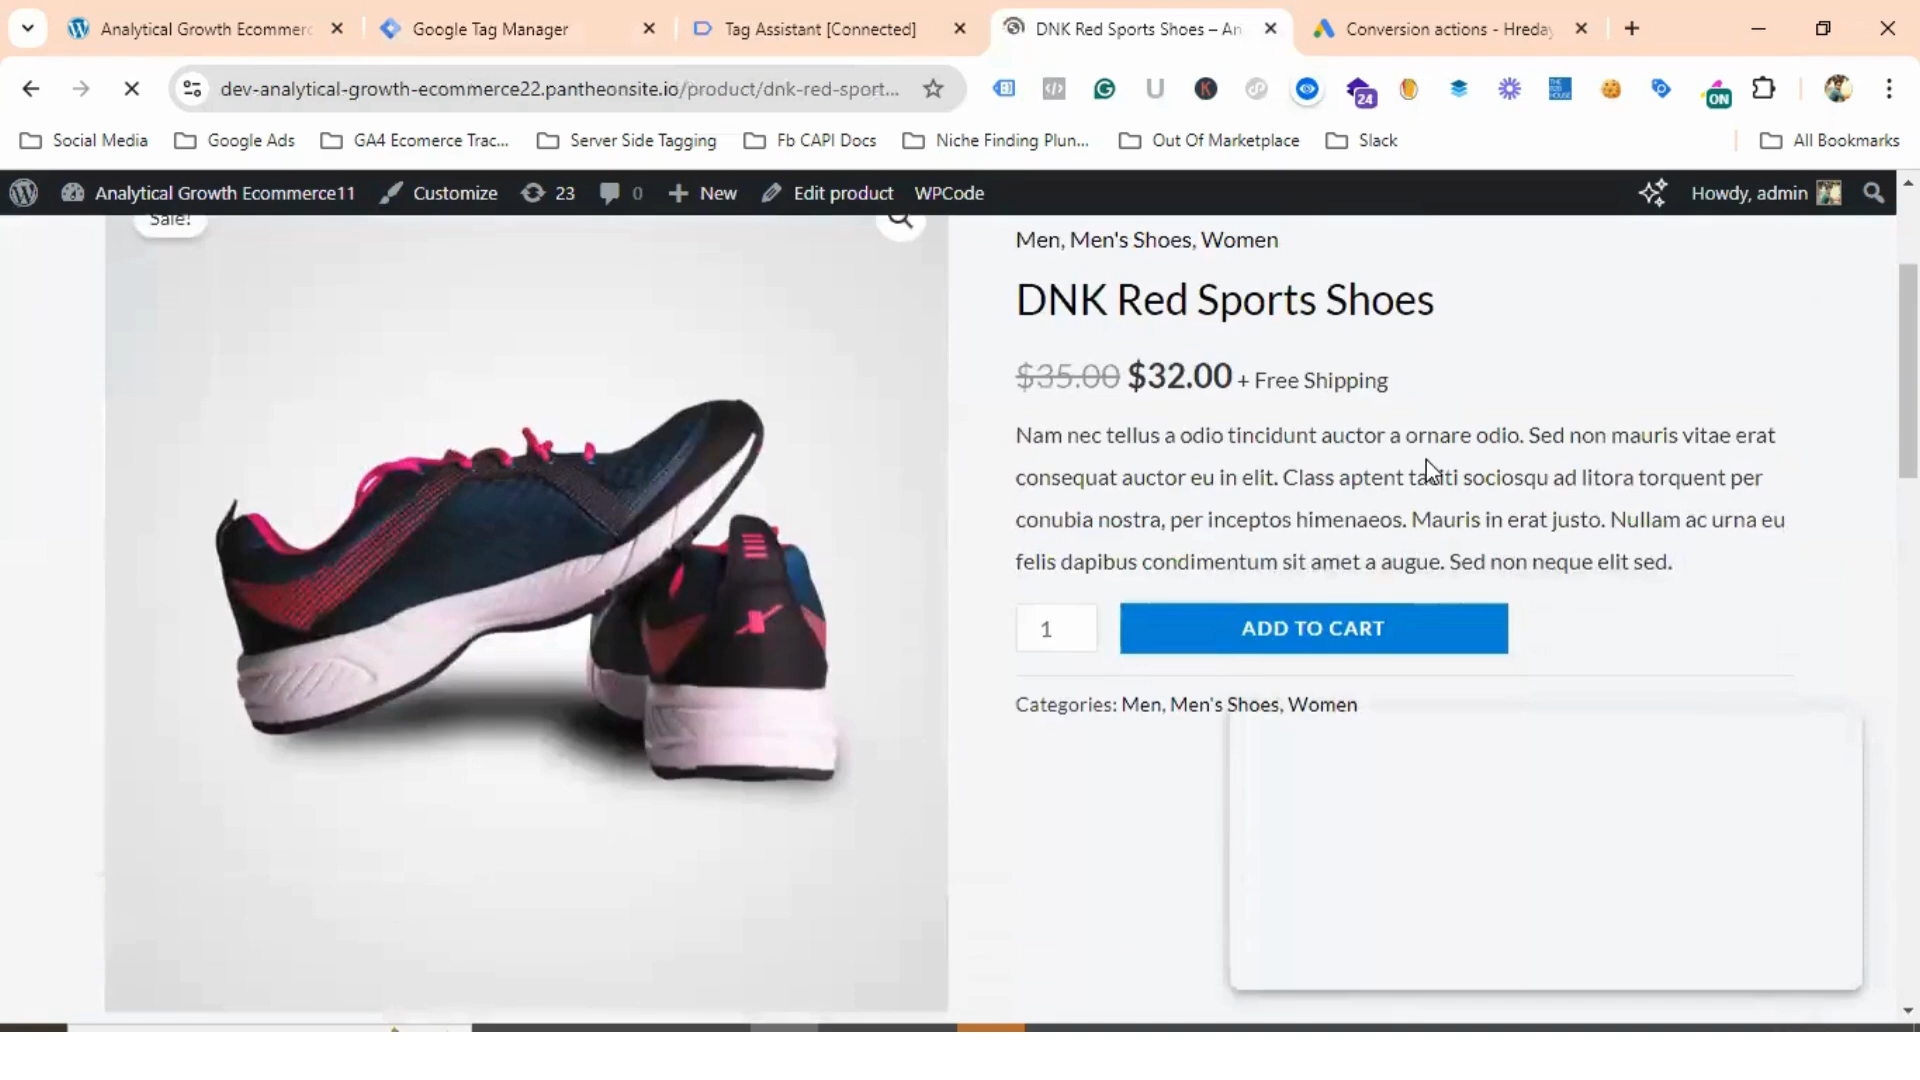 Analytical Growth Ecommerc
Google Tag Manager
Tag Assistant [Connected]
DNK Red Sports Shoes – An
Conversion actions - Hreday
dev-analytical-growth-ecommerce22.pantheonsite.io/product/dnk-red-sport...
24
ON
Social Media
Google Ads
GA4 Ecomerce Trac...
Server Side Tagging
Fb CAPI Docs
Niche Finding Plun...
Out Of Marketplace
Slack
All Bookmarks
Analytical Growth Ecommerce11
Customize
23
0
New
Edit product
WPCode
Howdy, admin
Sale!
Men, Men's Shoes, Women
DNK Red Sports Shoes
$35.00 $32.00 + Free Shipping
Nam nec tellus a odio tincidunt auctor a ornare odio. Sed non mauris vitae erat
consequat auctor eu in elit. Class aptent taciti sociosqu ad litora torquent per
conubia nostra, per inceptos himenaeos. Mauris in erat justo. Nullam ac urna eu
felis dapibus condimentum sit amet a augue. Sed non neque elit sed.
1
ADD TO CART
Categories: Men, Men's Shoes, Women